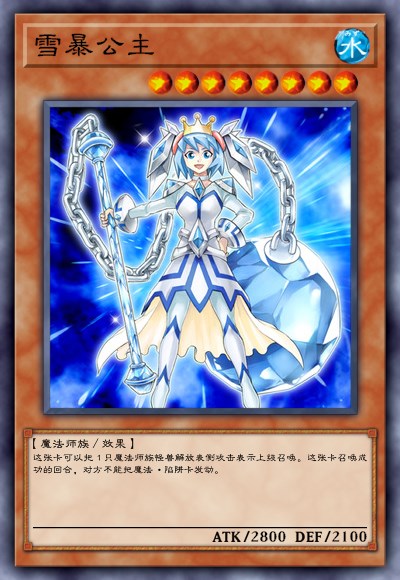 雪暴公主
水
【魔法师族／效果】
这张卡可以把１只魔法师族怪兽解放表侧攻击表示上级召唤。这张卡召唤成
功的回合，对方不能把魔法·陷阱卡发动。
ATK/2800 DEF/2100